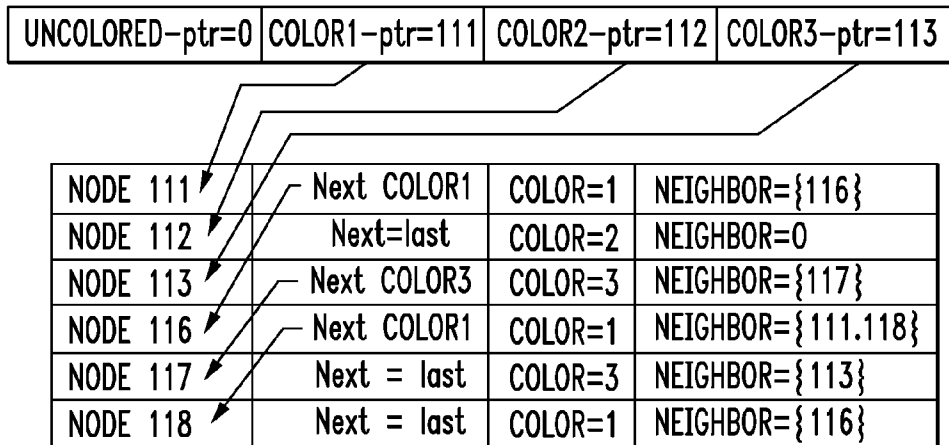 UNCOLORED-ptr=0 COLOR1-ptr=111 COLOR2-ptr=112 COLOR3-ptr=113
NODE 111 Next COLOR1 COLOR=1 NEIGHBOR={116}
NODE 112 Next=last COLOR=2 NEIGHBOR=0
NODE 113 Next COLOR3 COLOR=3 NEIGHBOR={117}
NODE 116 Next COLOR1 COLOR=1 NEIGHBOR={111.118}
NODE 117 Next = last COLOR=3 NEIGHBOR={113}
NODE 118 Next = last COLOR=1 NEIGHBOR={116}